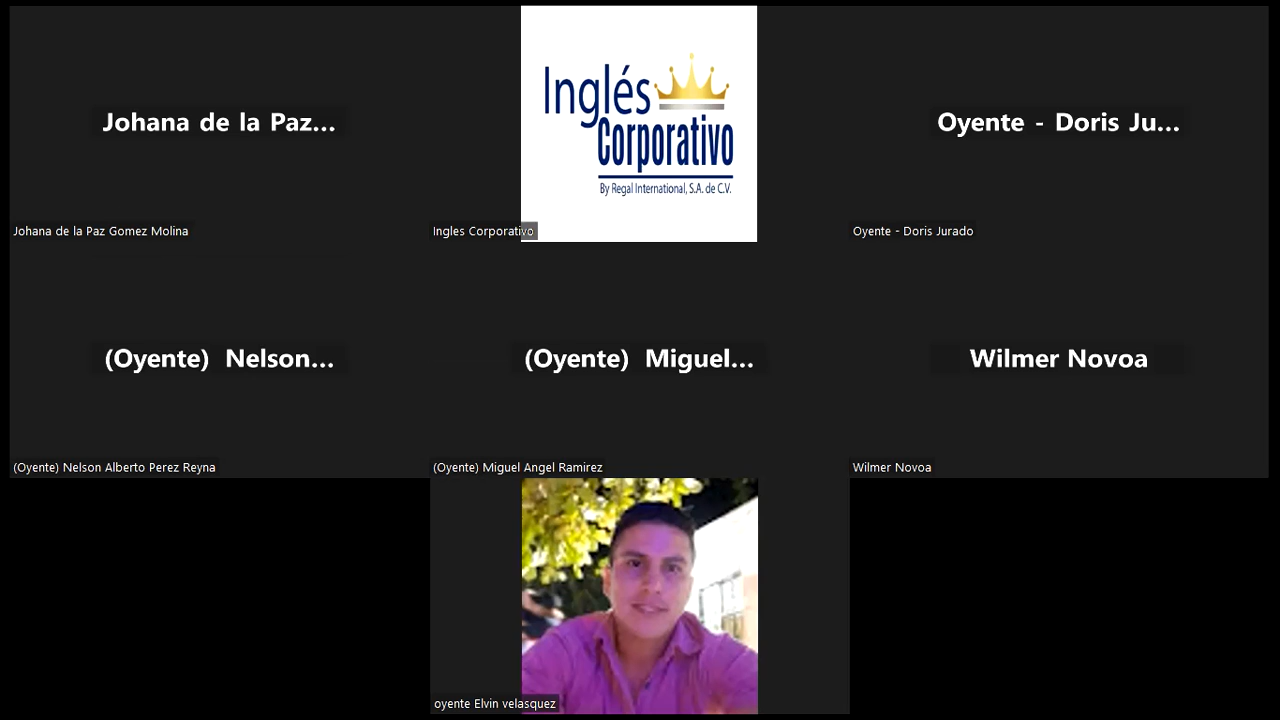 Johana de la Paz...
Inglés
Corporativo
By Regal International, S.A. de C.V.
Oyente - Doris Ju...
Johana de la Paz Gomez Molina
Ingles Corporativo
Oyente - Doris Jurado
(Oyente) Nelson...
(Oyente) Miguel...
Wilmer Novoa
(Oyente) Nelson Alberto Perez Reyna
(Oyente) Miguel Angel Ramirez
Wilmer Novoa
oyente Elvin velasquez